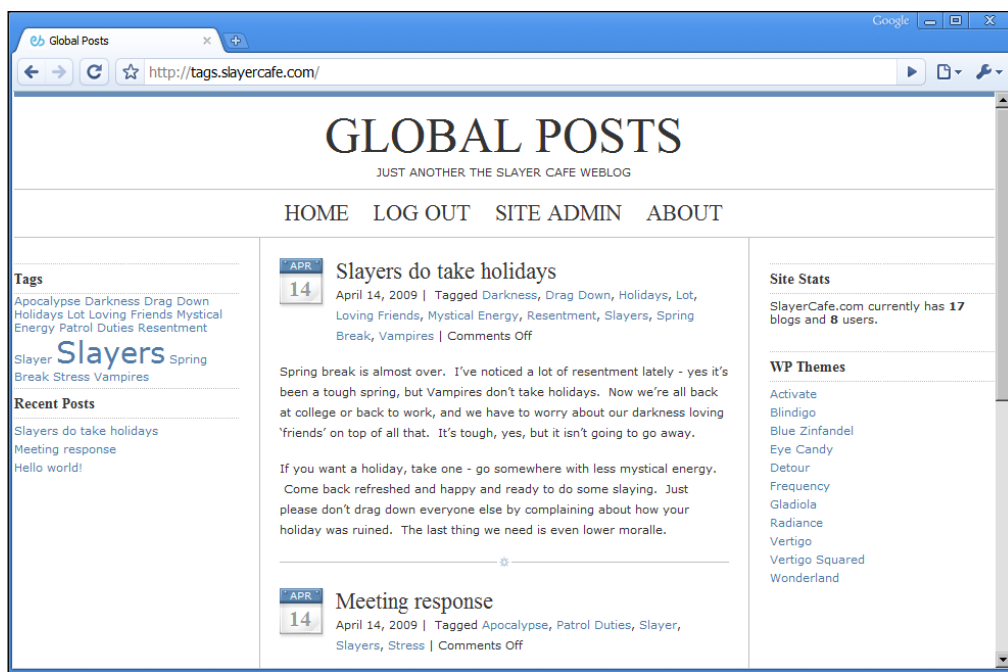 Google
Global Posts
http://tags.slayercafe.com/
GLOBAL POSTS
JUST ANOTHER THE SLAYER CAFE WEBLOG
HOME LOG OUT SITE ADMIN ABOUT
Tags
Apocalypse Darkness Drag Down
Holidays Lot Loving Friends Mystical
Energy Patrol Duties Resentment
Slayer Slayers Spring
Break Stress Vampires
Recent Posts
Slayers do take holidays
Meeting response
Hello world!
APR
14
Slayers do take holidays
April 14, 2009 | Tagged Darkness, Drag Down, Holidays, Lot,
Loving Friends, Mystical Energy, Resentment, Slayers, Spring
Break, Vampires | Comments Off
Spring break is almost over. I've noticed a lot of resentment lately - yes it's
been a tough spring, but Vampires don't take holidays. Now we're all back
at college or back to work, and we have to worry about our darkness loving
'friends' on top of all that. It's tough, yes, but it isn't going to go away.
If you want a holiday, take one - go somewhere with less mystical energy.
Come back refreshed and happy and ready to do some slaying. Just
please don't drag down everyone else by complaining about how your
holiday was ruined. The last thing we need is even lower moralle.
APR
14
Meeting response
April 14, 2009 | Tagged Apocalypse, Patrol Duties, Slayer,
Slayers, Stress | Comments Off
Site Stats
SlayerCafe.com currently has 17
blogs and 8 users.
WP Themes
Activate
Blindigo
Blue Zinfandel
Eye Candy
Detour
Frequency
Gladiola
Radiance
Vertigo
Vertigo Squared
Wonderland